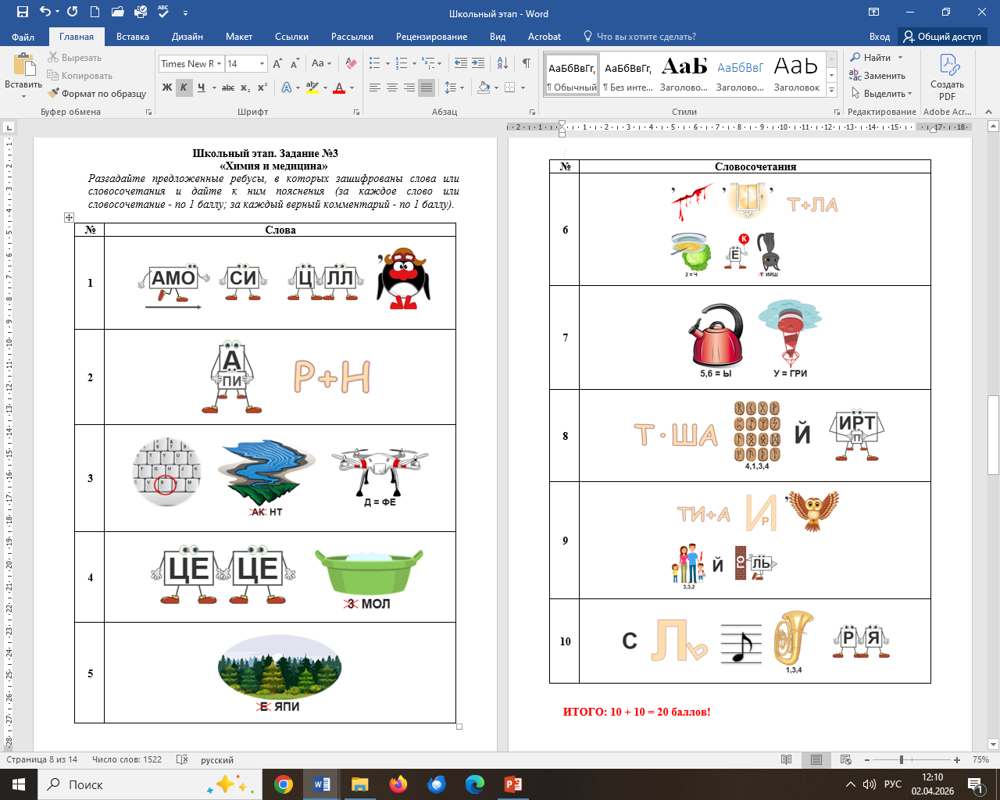 Школьный этап - Word
Файл Главная Вставка Дизайн Макет Ссылки Рассылки Рецензирование Вид Acrobat Что вы хотите сделать? Вход Общий доступ
Вставить
Вырезать
Копировать
Формат по образцу
Буфер обмена
Times New R 14
Ж К Ч abc x₂ x²
Шрифт
Абзац
АаБбВвГг, АаБбВвГг, АаБ АаБбВвГ АаЬ
¶ Обычный ¶ Без инте... Заголово... Заголово... Заголовок
Стили
Найти
Заменить
Выделить
Редактирование
Создать PDF
Adobe Acr...
Школьный этап. Задание №3
«Химия и медицина»
Разгадайте предложенные ребусы, в которых зашифрованы слова или
словосочетания и дайте к ним пояснения (за каждое слово или
словосочетание - по 1 баллу; за каждый верный комментарий - по 1 баллу).
№ Слова
1 АМО СИ Ц ЛЛ ,
2 А ПИ Р+Н
3 АК НТ Д = ФЕ
4 ЦЕ ЦЕ З МОЛ
5 Е ЯПИ
№ Словосочетания
6 , , , Т+ЛА
2 = Ч Е К Т ИЙШ
7 5,6 = Ы У = ГРИ
8 Т · ША 4,1,3,4 Й ИРТ П
9 ТИ+А И Р ,
3,3,2 Й ГО ЛЬ
10 С Л Ь 1,3,4 Р Я
ИТОГО: 10 + 10 = 20 баллов!
Страница 8 из 14 Число слов: 1522 русский 75%
Поиск
РУС
12:10
02.04.2026
1